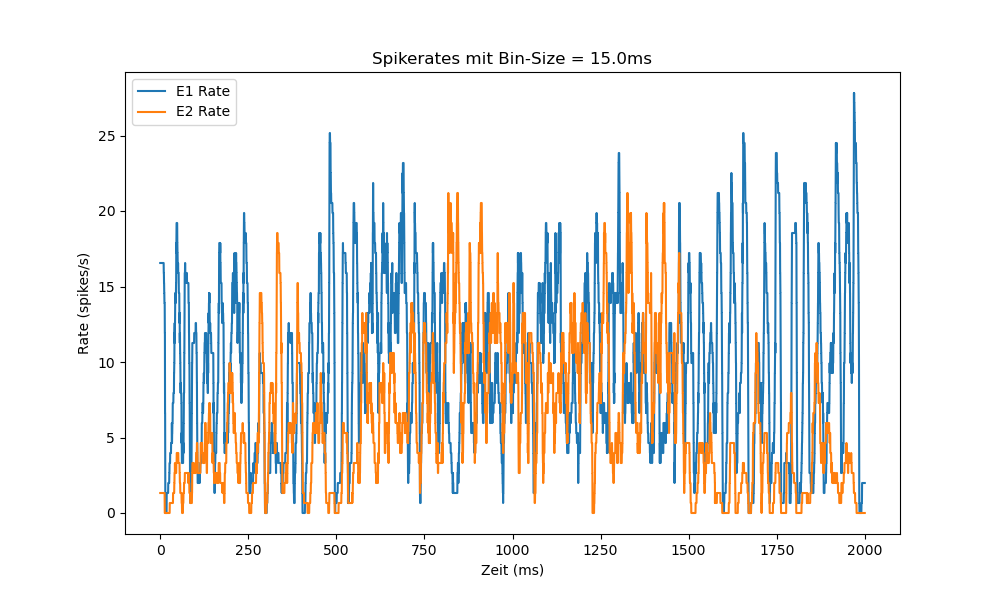 Spikerates mit Bin-Size = 15.0ms
E1 Rate
E2 Rate
25
20
15
10
5
0
Rate (spikes/s)
0 250 500 750 1000 1250 1500 1750 2000
Zeit (ms)